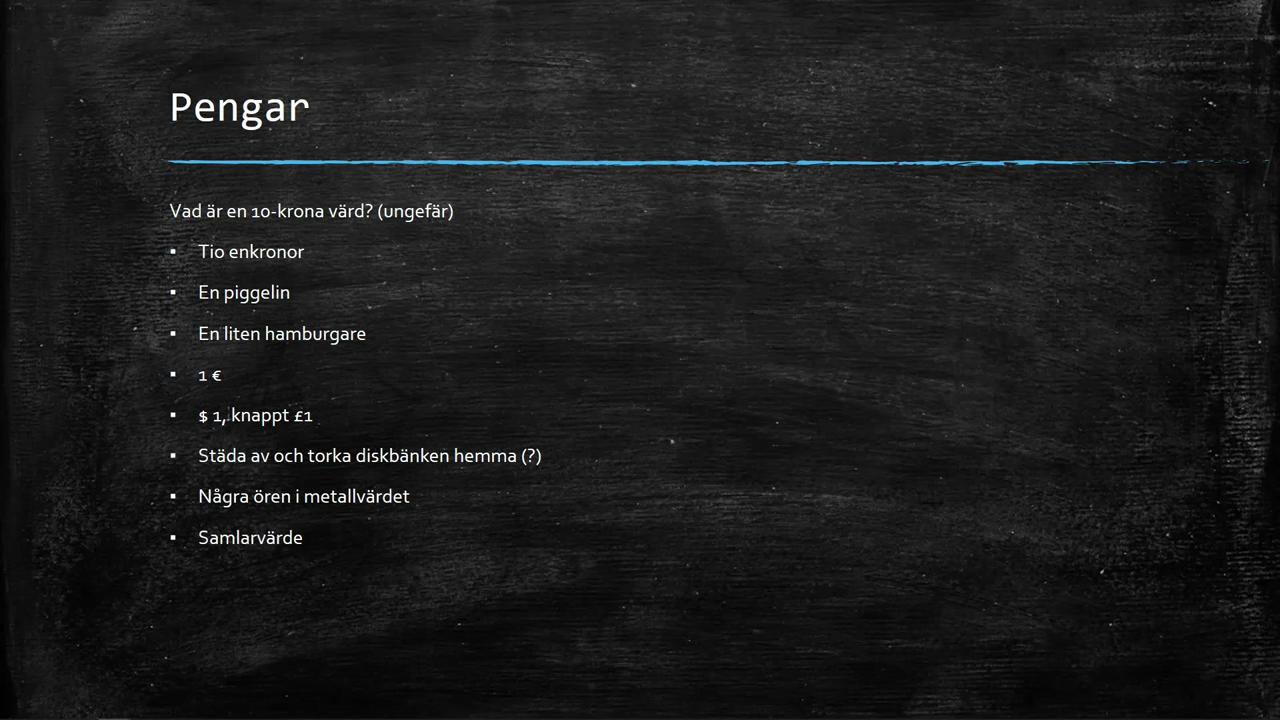 Pengar
Vad är en 10-krona värd? (ungefär)
▪ Tio enkronor
▪ En piggelin
▪ En liten hamburgare
▪ 1 €
▪ $ 1, knappt £1
▪ Städa av och torka diskbänken hemma (?)
▪ Några ören i metallvärdet
▪ Samlarvärde